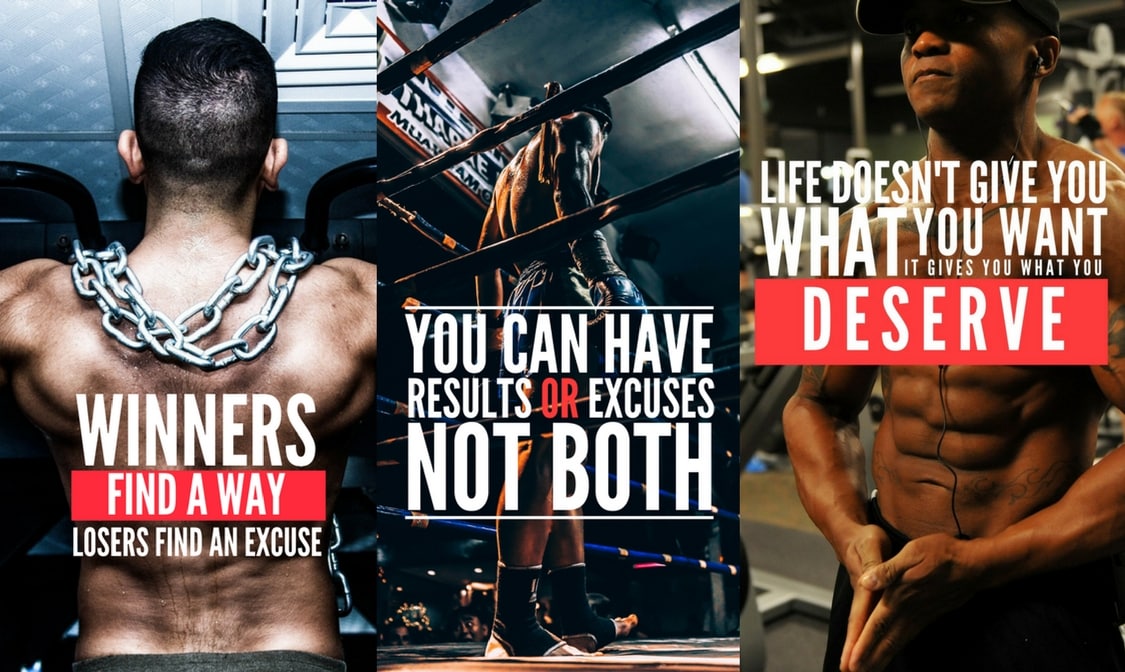 WINNERS
FIND A WAY
LOSERS FIND AN EXCUSE
YOU CAN HAVE
RESULTS OR EXCUSES
NOT BOTH
LIFE DOESN'T GIVE YOU
WHAT YOU WANT
IT GIVES YOU WHAT YOU
DESERVE